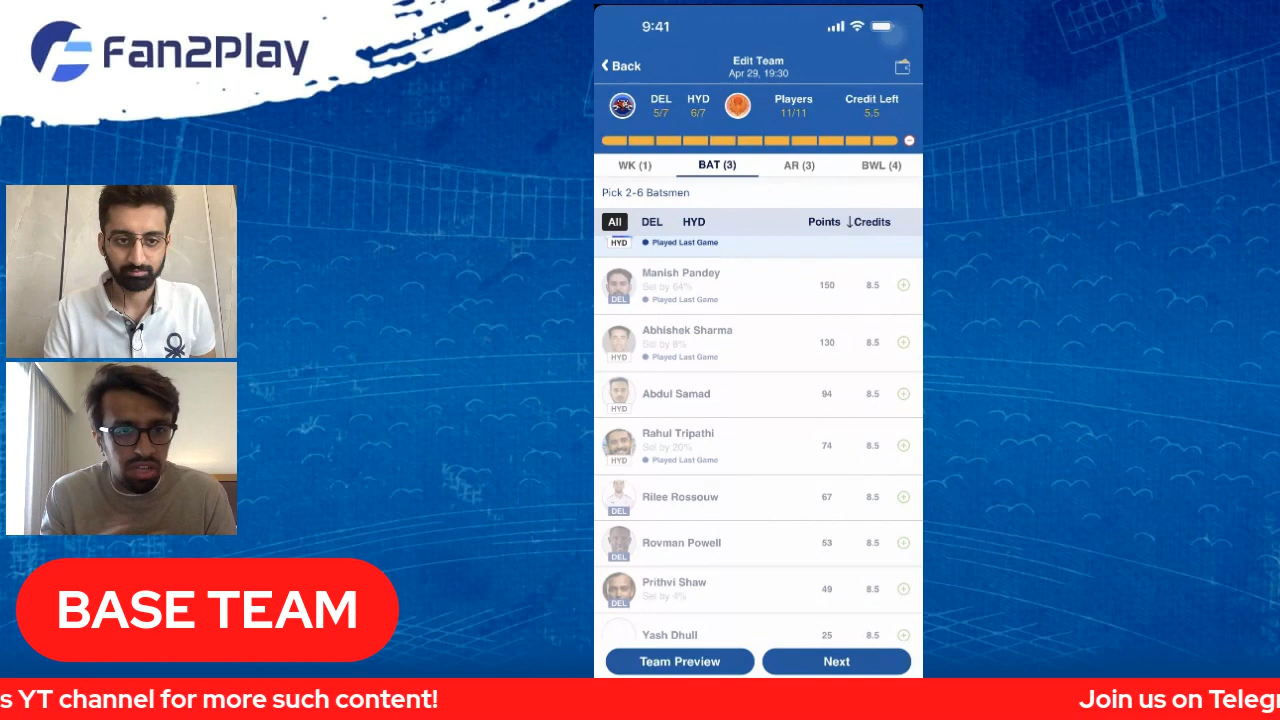 Fan2Play
9:41
Back
Edit Team
Apr 29, 19:30
DEL
5/7
HYD
6/7
Players
11/11
Credit Left
5.5
WK (1)
BAT (3)
AR (3)
BWL (4)
Pick 2-6 Batsmen
All
DEL
HYD
Points
↓Credits
HYD
Played Last Game
Manish Pandey
Sel by 64%
Played Last Game
DEL
150
8.5
Abhishek Sharma
Sel by 8%
Played Last Game
HYD
130
8.5
Abdul Samad
HYD
94
8.5
Rahul Tripathi
Sel by 20%
Played Last Game
HYD
74
8.5
Rilee Rossouw
DEL
67
8.5
Rovman Powell
DEL
53
8.5
Prithvi Shaw
Sel by 4%
DEL
49
8.5
Yash Dhull
25
8.5
Team Preview
Next
BASE TEAM
s YT channel for more such content!
Join us on Telegr